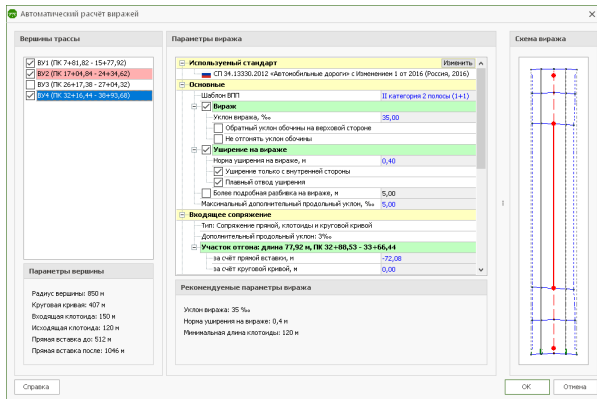 Автоматический расчёт виражей
Вершины трассы
ВУ1 (ПК 7+81,82 - 15+77,92)
ВУ2 (ПК 17+04,84 - 24+34,62)
ВУ3 (ПК 26+17,38 - 27+04,32)
ВУ4 (ПК 32+16,44 - 38+93,68)
Параметры вершины
Радиус вершины: 850 м
Круговая кривая: 407 м
Входящая клотоида: 150 м
Исходящая клотоида: 120 м
Прямая вставка до: 512 м
Прямая вставка после: 1046 м
Параметры виража
Используемый стандарт Изменить
СП 34.13330.2012 «Автомобильные дороги» с Изменением 1 от 2016 (Россия, 2016)
Основные
Шаблон ВПП II категория 2 полосы (1+1)
Вираж
Уклон виража, ‰ 35,00
Обратный уклон обочины на верховой стороне
Не отгонять уклон обочины
Уширение на вираже
Норма уширения на вираже, м 0,40
Уширение только с внутренней стороны
Плавный отвод уширения
Более подробная разбивка на вираже, м 5,00
Максимальный дополнительный продольный уклон, ‰ 5,00
Входящее сопряжение
Тип: Сопряжение прямой, клотоиды и круговой кривой
Дополнительный продольный уклон: 3‰
Участок отгона: длина 77,92 м, ПК 32+88,53 - 33+66,44
за счёт прямой вставки, м -72,08
за счёт круговой кривой, м 0,00
Рекомендуемые параметры виража
Уклон виража: 35 ‰
Норма уширения на вираже: 0,4 м
Минимальная длина клотоиды: 120 м
Схема виража
Справка
ОК
Отмена